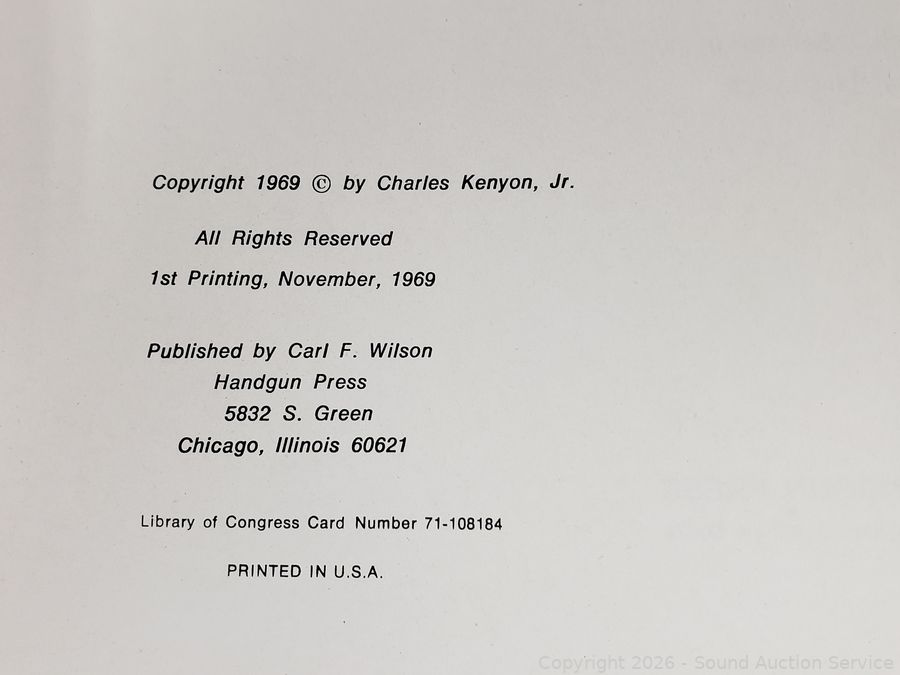 Copyright 1969 © by Charles Kenyon, Jr.
All Rights Reserved
1st Printing, November, 1969
Published by Carl F. Wilson
Handgun Press
5832 S. Green
Chicago, Illinois 60621
Library of Congress Card Number 71-108184
PRINTED IN U.S.A.
Copyright 2026 - Sound Auction Service